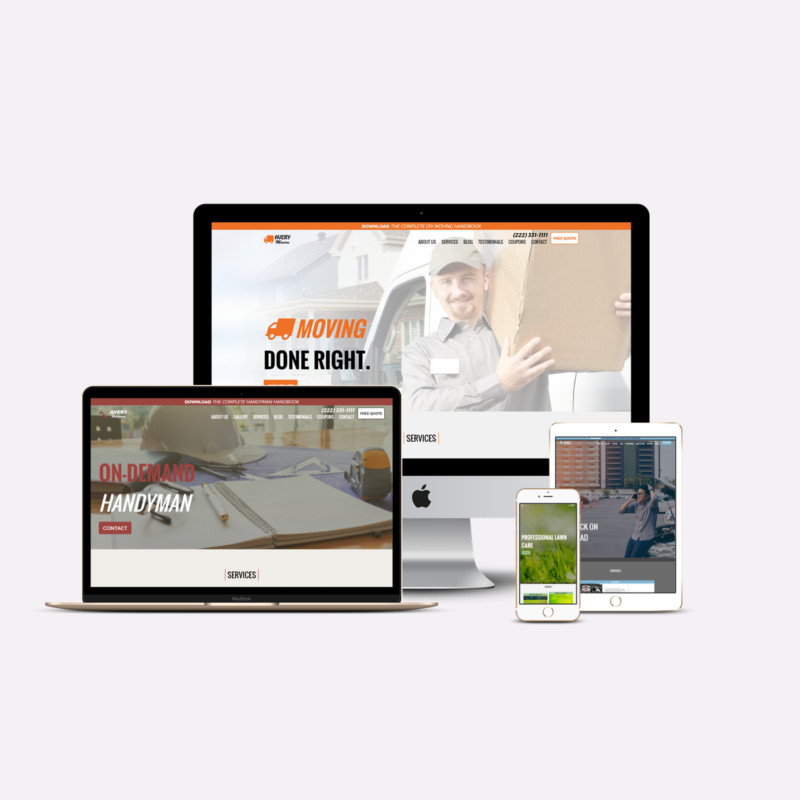 DOWNLOAD THE COMPLETE DIY MOVING HANDBOOK
AVERY
Moving
(222) 331-1111
ABOUT US SERVICES BLOG TESTIMONIALS COUPONS CONTACT
FREE QUOTE
MOVING
DONE RIGHT.
SERVICES
DOWNLOAD THE COMPLETE HANDYMAN HANDBOOK
AVERY
(222) 331-1111
ABOUT US GALLERY SERVICES BLOG TESTIMONIALS COUPONS CONTACT
FREE QUOTE
ON-DEMAND
HANDYMAN
CONTACT
SERVICES
MacBook
PROFESSIONAL LAWN
CARE
CK ON
AD
SERVICES